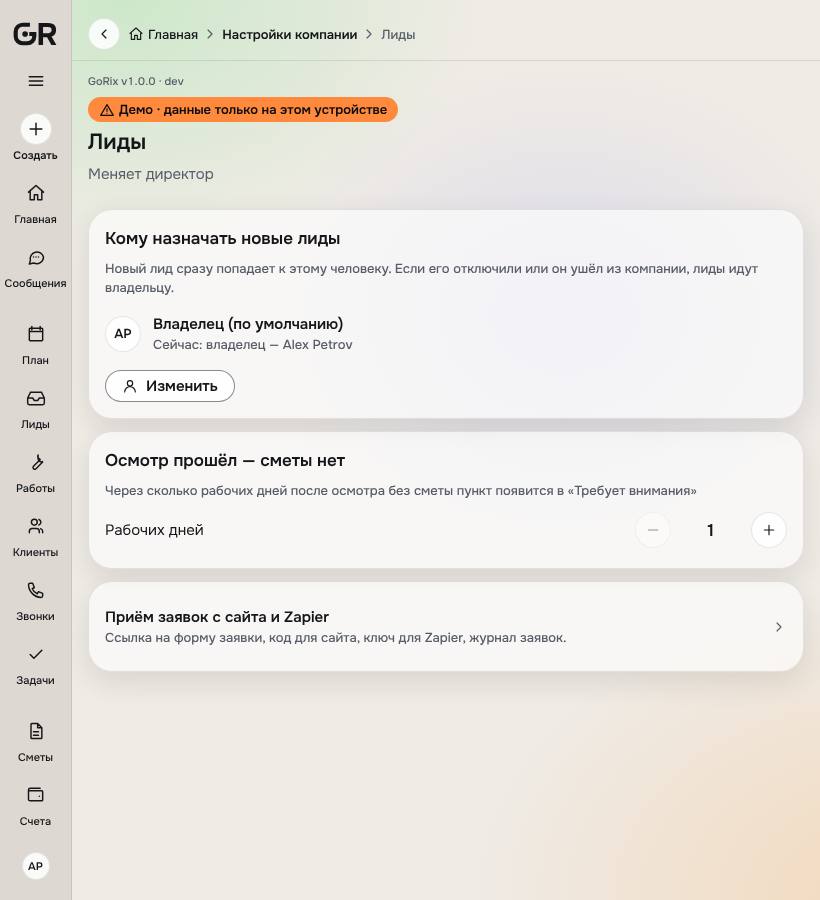 GR
Создать
Главная
Сообщения
План
Лиды
Работы
Клиенты
Звонки
Задачи
Сметы
Счета
AP
Главная
Настройки компании
Лиды
GoRix v1.0.0 · dev
Демо · данные только на этом устройстве
Лиды
Меняет директор
Кому назначать новые лиды
Новый лид сразу попадает к этому человеку. Если его отключили или он ушёл из компании, лиды идут
владельцу.
AP
Владелец (по умолчанию)
Сейчас: владелец — Alex Petrov
Изменить
Осмотр прошёл — сметы нет
Через сколько рабочих дней после осмотра без сметы пункт появится в «Требует внимания»
Рабочих дней
1
Приём заявок с сайта и Zapier
Ссылка на форму заявки, код для сайта, ключ для Zapier, журнал заявок.